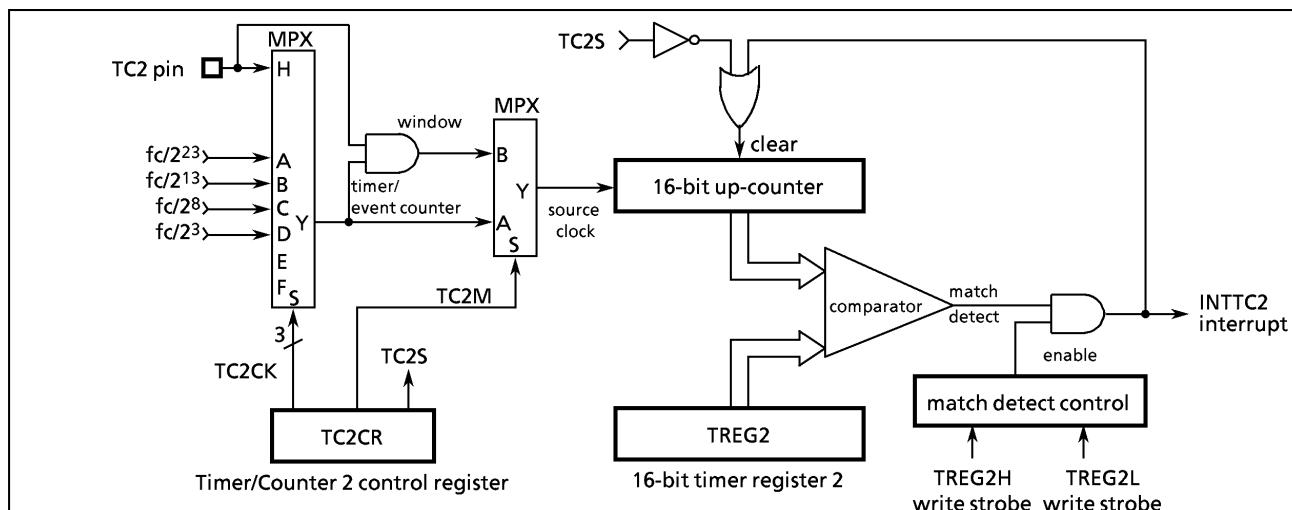 MPX
TC2 pin
H
fc/2²³
A
fc/2¹³
B
fc/2⁸
C
fc/2³
D
E
F
S
Y
window
timer/
event counter
MPX
B
Y
A
S
source
clock
TC2S
clear
16-bit up-counter
comparator
match
detect
enable
INTTC2
interrupt
match detect control
TREG2H
write strobe
TREG2L
write strobe
3
TC2CK
TC2M
TC2S
TC2CR
Timer/Counter 2 control register
TREG2
16-bit timer register 2